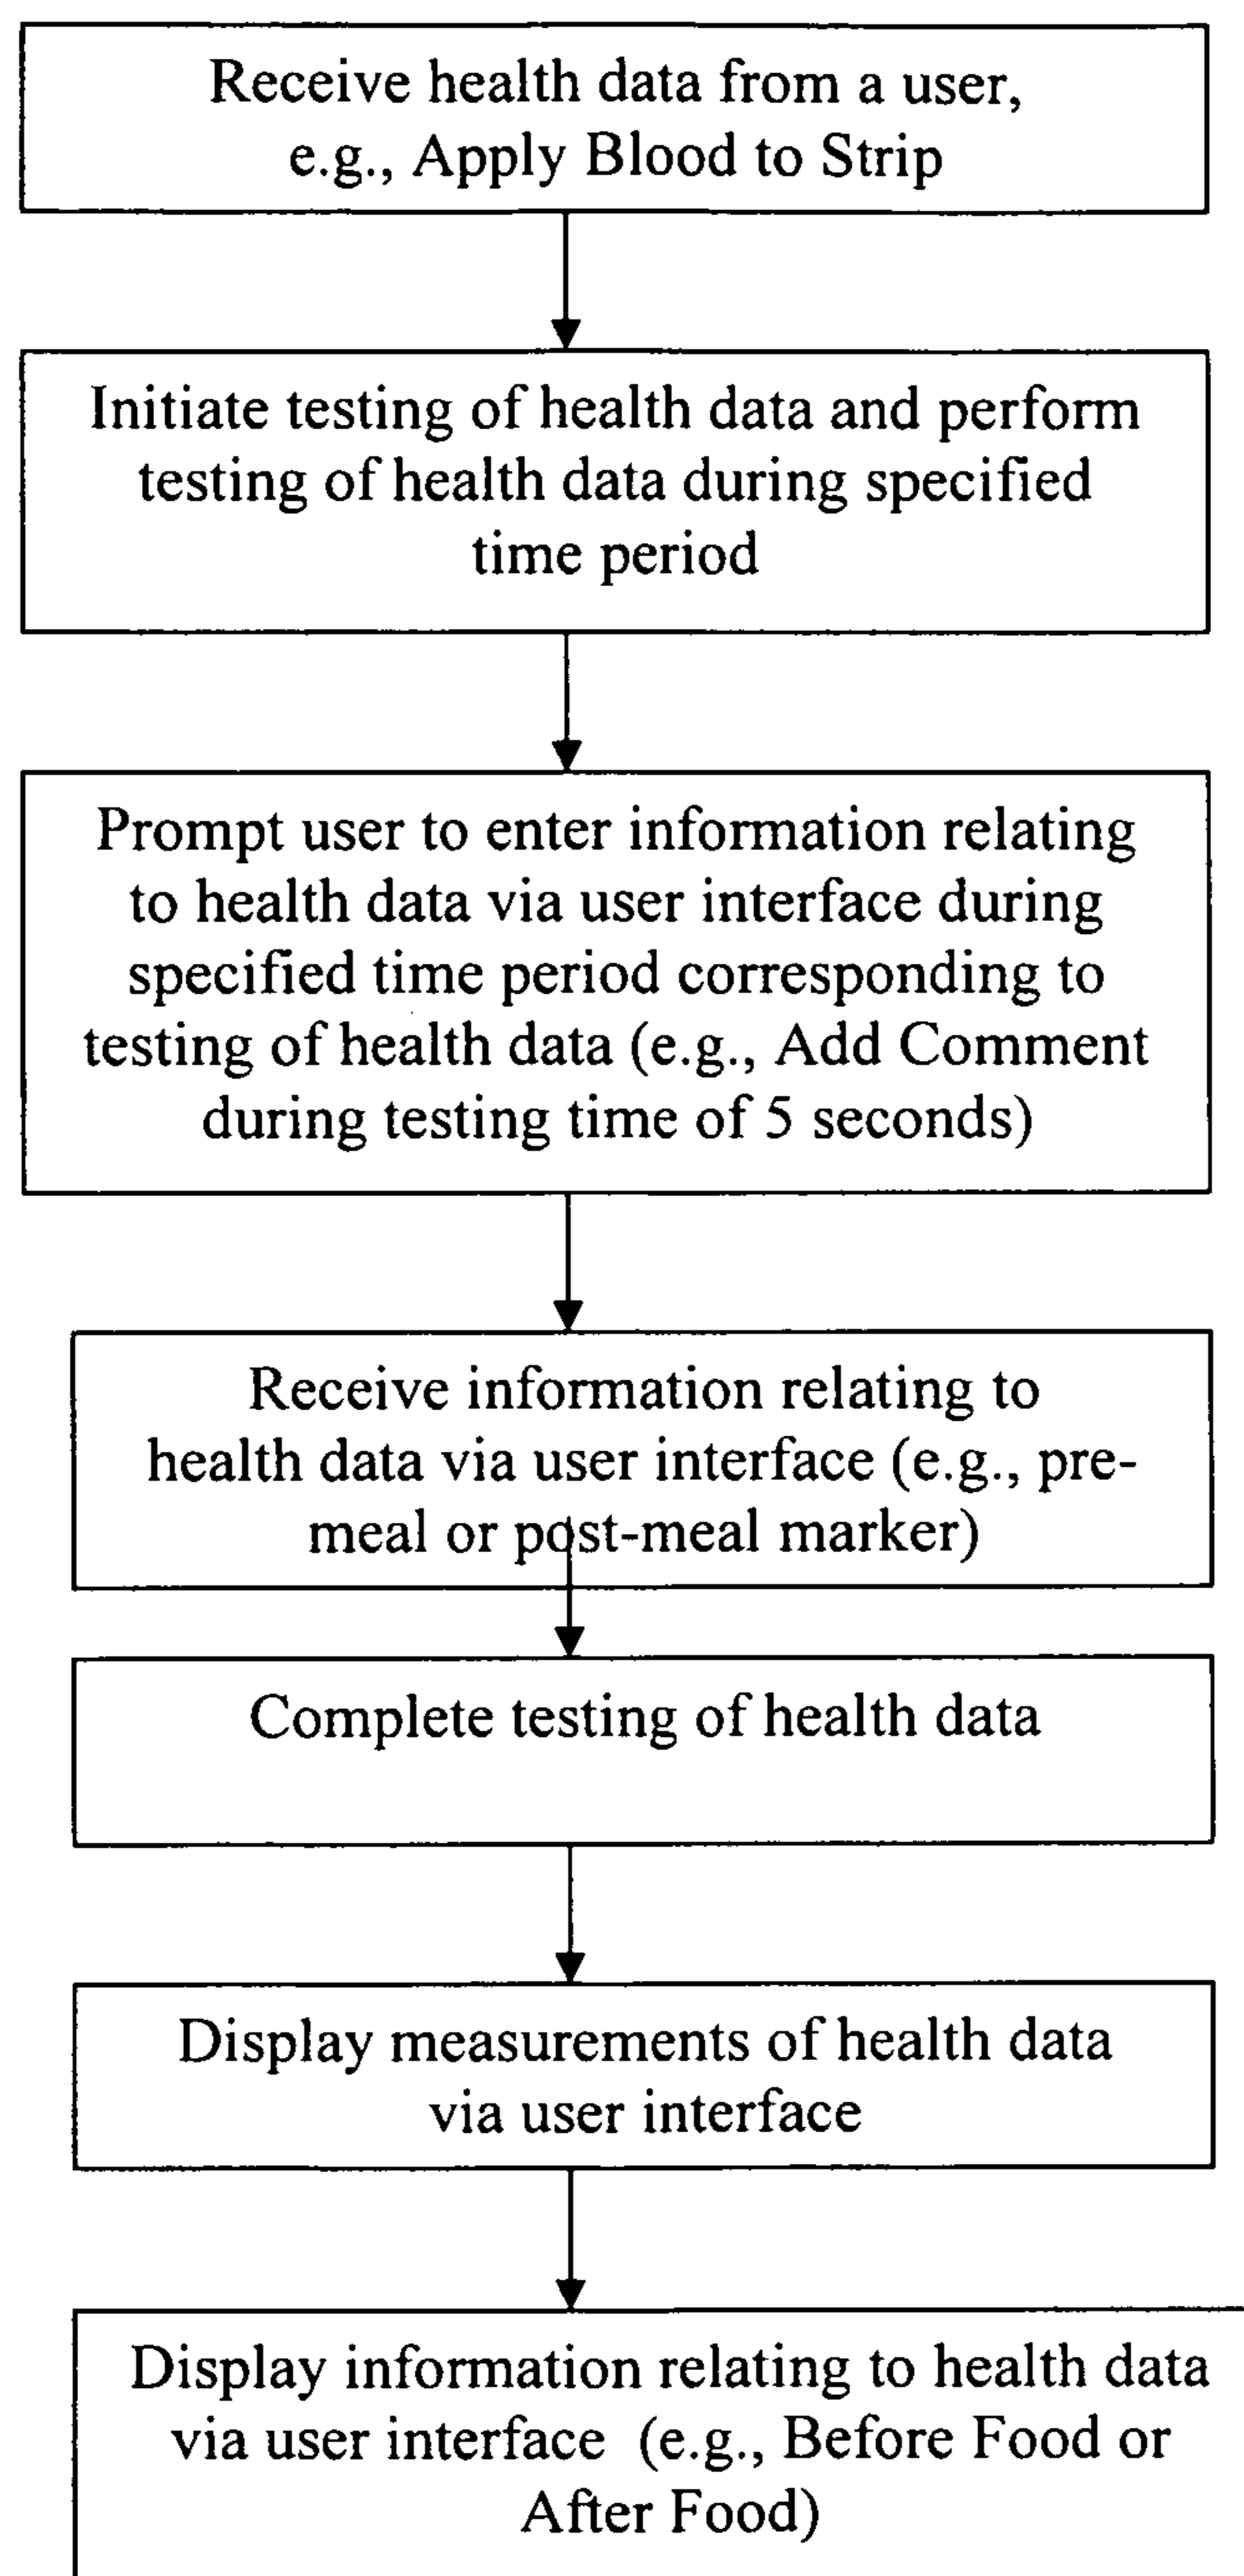 Receive health data from a user,
e.g., Apply Blood to Strip
Initiate testing of health data and perform
testing of health data during specified
time period
Prompt user to enter information relating
to health data via user interface during
specified time period corresponding to
testing of health data (e.g., Add Comment
during testing time of 5 seconds)
Receive information relating to
health data via user interface (e.g., pre-
meal or post-meal marker)
Complete testing of health data
Display measurements of health data
via user interface
Display information relating to health data
via user interface (e.g., Before Food or
After Food)